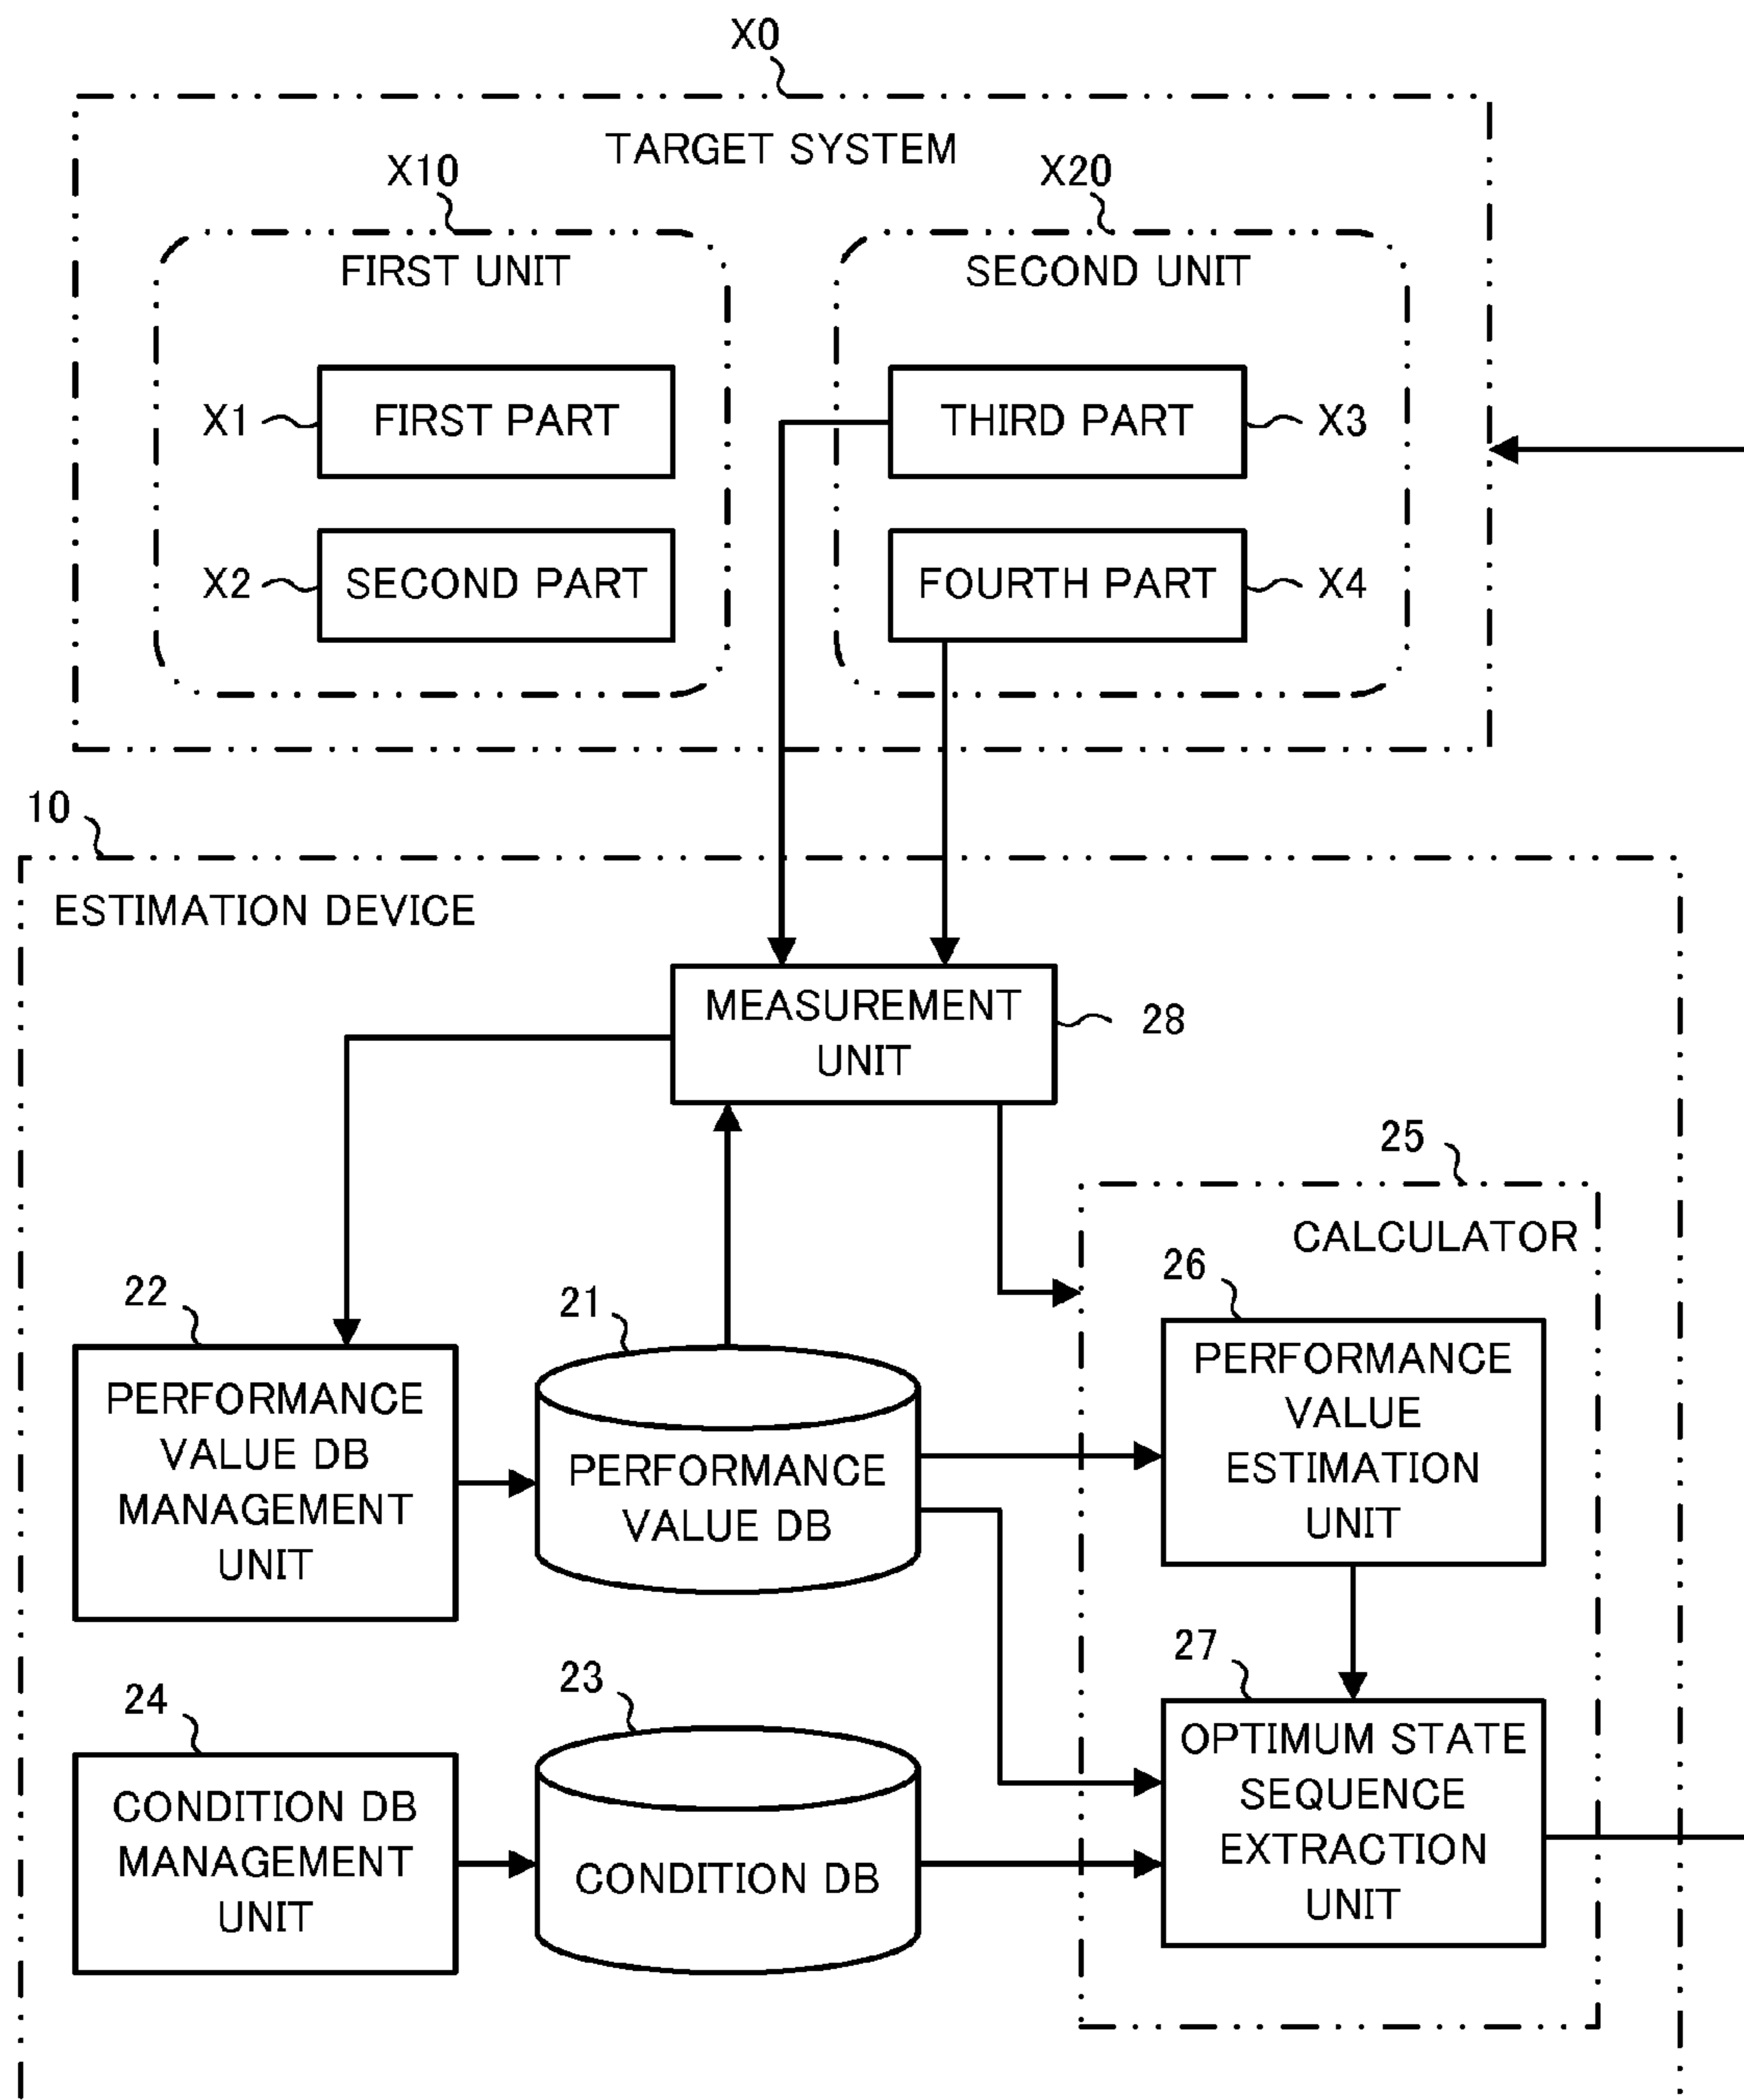 X0
TARGET SYSTEM
X10
X20
FIRST UNIT
SECOND UNIT
X1
FIRST PART
THIRD PART
X3
X2
SECOND PART
FOURTH PART
X4
10
ESTIMATION DEVICE
MEASUREMENT
UNIT
28
25
CALCULATOR
22
PERFORMANCE
VALUE DB
MANAGEMENT
UNIT
21
PERFORMANCE
VALUE DB
26
PERFORMANCE
VALUE
ESTIMATION
UNIT
24
CONDITION DB
MANAGEMENT
UNIT
23
CONDITION DB
27
OPTIMUM STATE
SEQUENCE
EXTRACTION
UNIT